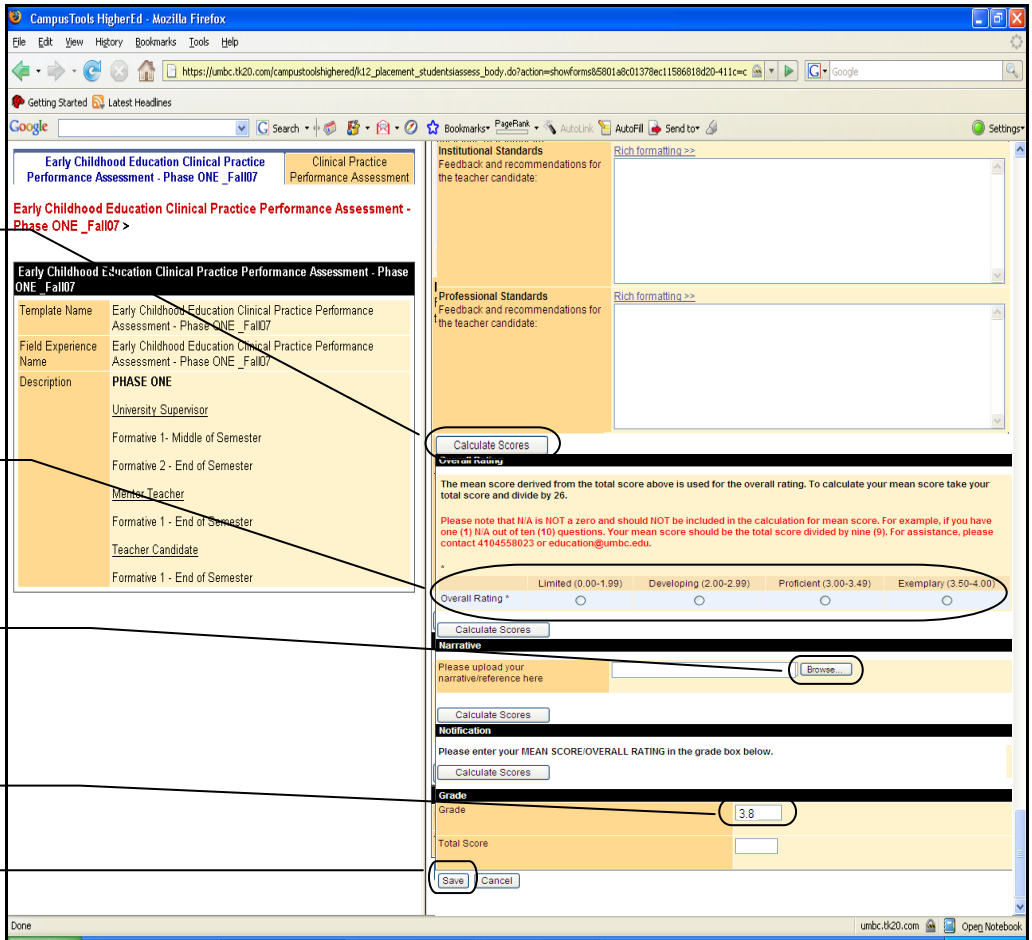 CampusTools HigherEd - Mozilla Firefox
File Edit View History Bookmarks Tools Help
https://umbc.tk20.com/campustoolshighered/k12_placement_studentsiassess_body.do?action=showforms&5801a8c01378ec11586818d20-411c=c
G Google
Getting Started Latest Headlines
Google G Search Bookmarks PageRank AutoLink AutoFill Send to Settings
Early Childhood Education Clinical Practice
Performance Assessment - Phase ONE _Fall07
Clinical Practice
Performance Assessment
Early Childhood Education Clinical Practice Performance Assessment -
Phase ONE _Fall07 >
Early Childhood Education Clinical Practice Performance Assessment - Phase
ONE _Fall07
Template Name Early Childhood Education Clinical Practice Performance
Assessment - Phase ONE _Fall07
Field Experience Early Childhood Education Clinical Practice Performance
Name Assessment - Phase ONE _Fall07
Description PHASE ONE
University Supervisor
Formative 1- Middle of Semester
Formative 2 - End of Semester
Mentor Teacher
Formative 1 - End of Semester
Teacher Candidate
Formative 1 - End of Semester
Institutional Standards Rich formatting >>
Feedback and recommendations for
the teacher candidate:
Professional Standards Rich formatting >>
Feedback and recommendations for
the teacher candidate:
Calculate Scores
Overall Rating
The mean score derived from the total score above is used for the overall rating. To calculate your mean score take your
total score and divide by 26.
Please note that N/A is NOT a zero and should NOT be included in the calculation for mean score. For example, if you have
one (1) N/A out of ten (10) questions. Your mean score should be the total score divided by nine (9). For assistance, please
contact 4104558023 or education@umbc.edu.
*
Limited (0.00-1.99) Developing (2.00-2.99) Proficient (3.00-3.49) Exemplary (3.50-4.00)
Overall Rating *
Calculate Scores
Narrative
Please upload your
narrative/reference here
Browse...
Calculate Scores
Notification
Please enter your MEAN SCORE/OVERALL RATING in the grade box below.
Calculate Scores
Grade
Grade 3.8
Total Score
Save Cancel
Done umbc.tk20.com Open Notebook